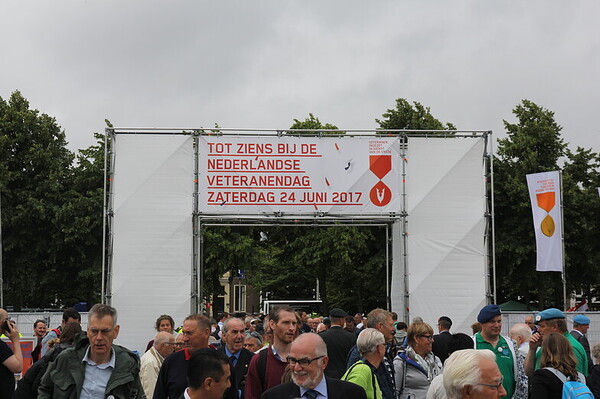 TOT ZIENS BIJ DE
NEDERLANDSE
VETERANENDAG
ZATERDAG 24 JUNI 2017